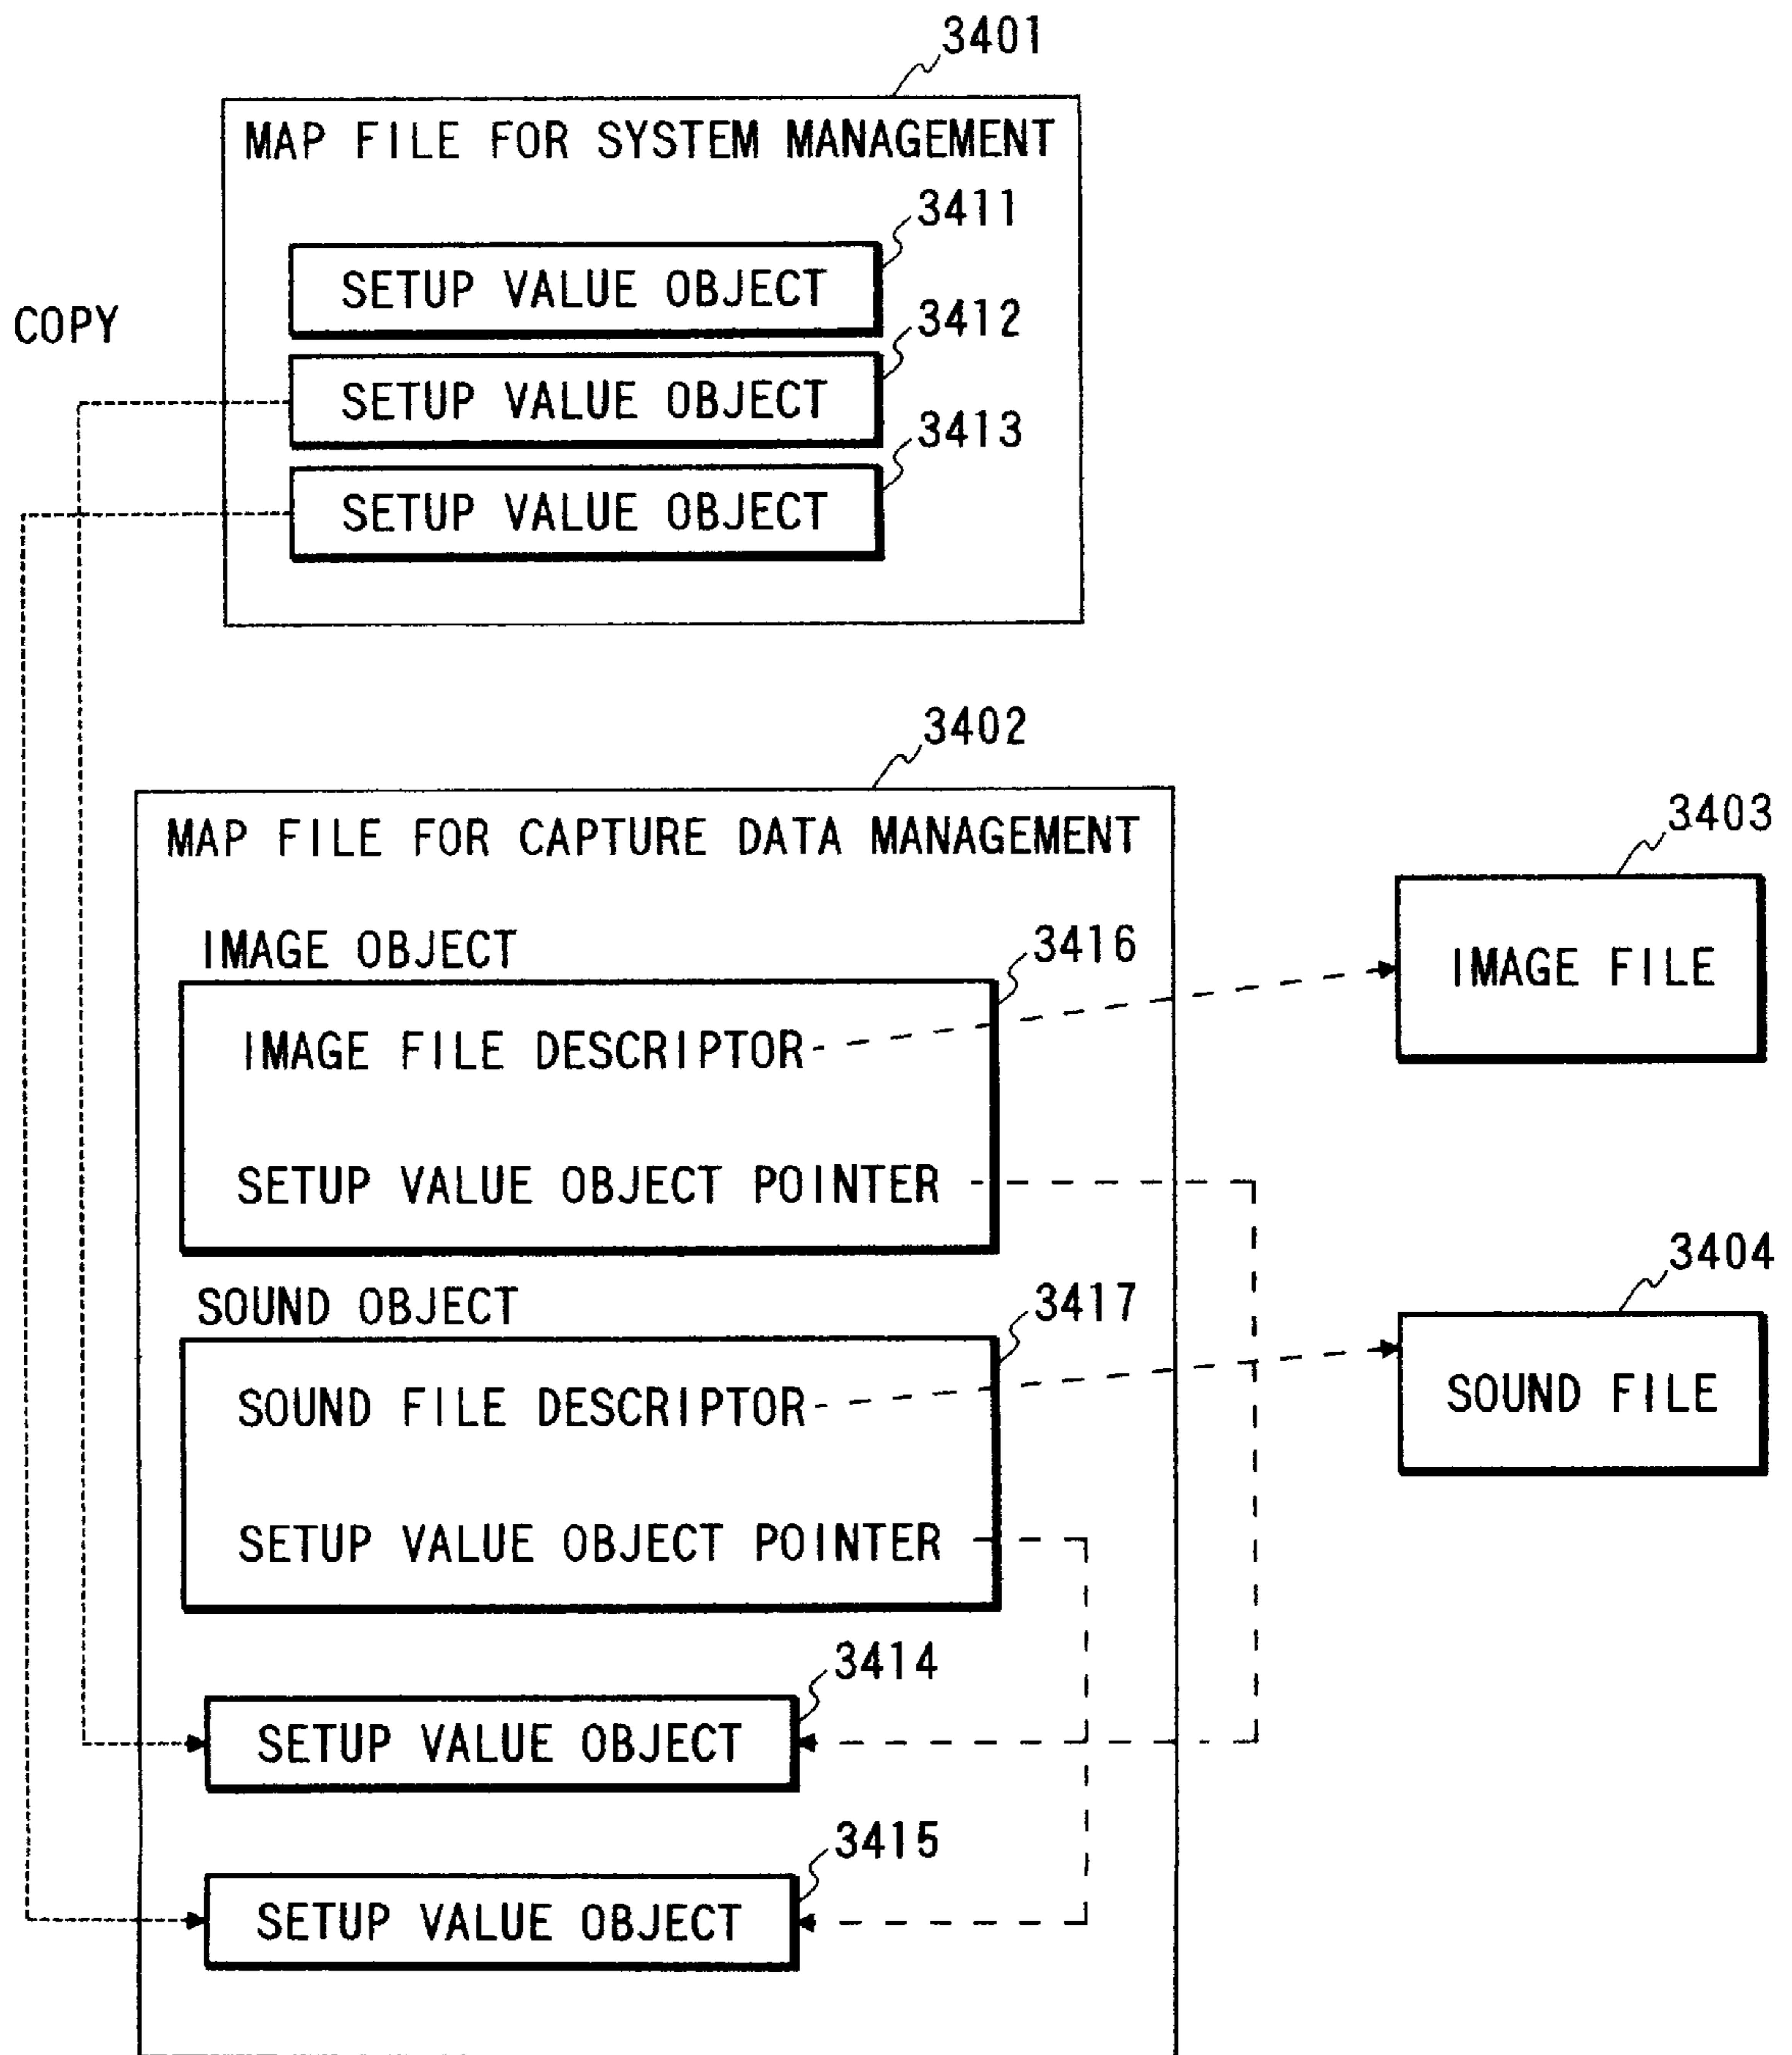 3401
MAP FILE FOR SYSTEM MANAGEMENT
3411
SETUP VALUE OBJECT
COPY
3412
SETUP VALUE OBJECT
3413
SETUP VALUE OBJECT
3402
MAP FILE FOR CAPTURE DATA MANAGEMENT
3403
IMAGE OBJECT
3416
IMAGE FILE
IMAGE FILE DESCRIPTOR
SETUP VALUE OBJECT POINTER
3404
SOUND OBJECT
3417
SOUND FILE DESCRIPTOR
SOUND FILE
SETUP VALUE OBJECT POINTER
3414
SETUP VALUE OBJECT
3415
SETUP VALUE OBJECT